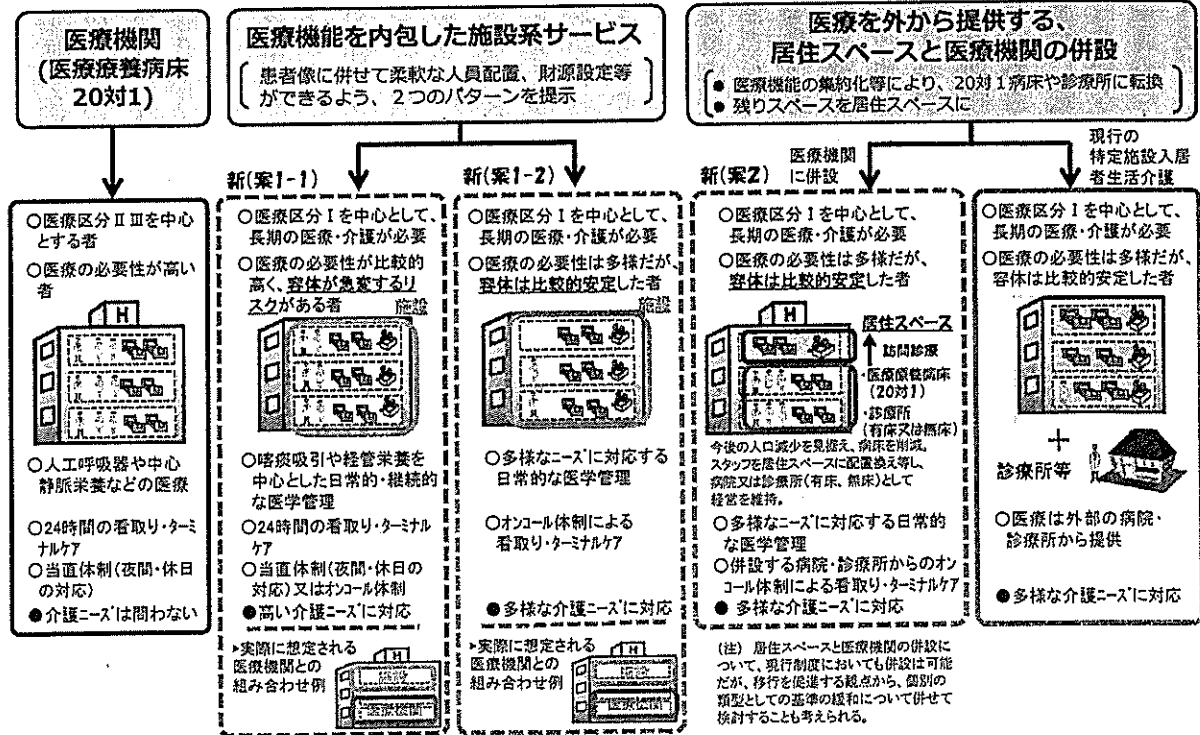 医療機関
(医療療養病床
20対1)
医療機能を内包した施設系サービス
患者像に併せて柔軟な人員配置、財源設定等
ができるよう、2つのパターンを提示
医療を外から提供する、
居住スペースと医療機関の併設
● 医療機能の集約化等により、20対1病床や診療所に転換
● 残りスペースを居住スペースに
○医療区分ⅡⅢを中心
とする者
○医療の必要性が高い
者
H
○人工呼吸器や中心
静脈栄養などの医療
○24時間の看取り・ターミ
ナルケア
○当直体制(夜間・休日
の対応)
●介護ニーズは問わない
新(案1-1)
○医療区分Ⅰを中心として、
長期の医療・介護が必要
○医療の必要性が比較的
高く、容体が急変するリ
スクがある者
施設
○喀痰吸引や経管栄養を
中心とした日常的・継続的
な医学管理
○24時間の看取り・ターミナル
ケア
○当直体制(夜間・休日の
対応)又はオンコール体制
●高い介護ニーズに対応
➤実際に想定される
医療機関との
組み合わせ例
H
施設
医療機関
新(案1-2)
○医療区分Ⅰを中心として、
長期の医療・介護が必要
○医療の必要性は多様だが、
容体は比較的安定した者
施設
○多様なニーズに対応する
日常的な医学管理
○オンコール体制による
看取り・ターミナルケア
●多様な介護ニーズに対応
➤実際に想定される
医療機関との
組み合わせ例
H
施設
医療機関
新(案2)
医療機関
に併設
○医療区分Ⅰを中心として、
長期の医療・介護が必要
○医療の必要性は多様だが、
容体は比較的安定した者
H
居住スペース
訪問診療
・医療療養病床
(20対1)
・診療所
(有床又は無床)
今後の人口減少を見据え、病床を削減。
スタッフを居住スペースに配置換え等し、
病院又は診療所(有床、無床)として
経営を維持。
○多様なニーズに対応する日常的
な医学管理
○併設する病院・診療所からのオン
コール体制による看取り・ターミナルケア
● 多様な介護ニーズに対応
(注) 居住スペースと医療機関の併設に
ついて、現行制度においても併設は可能
だが、移行を促進する観点から、個別の
類型としての基準の緩和について併せて
検討することも考えられる。
現行の
特定施設入居
者生活介護
○医療区分Ⅰを中心として、
長期の医療・介護が必要
○医療の必要性は多様だが、
容体は比較的安定した者
+
診療所等
○医療は外部の病院・
診療所から提供
●多様な介護ニーズに対応